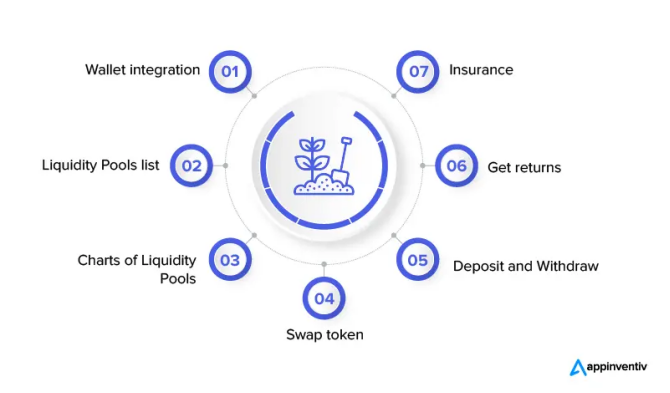 01
Wallet integration
02
Liquidity Pools list
03
Charts of Liquidity
Pools
04
Swap token
05
Deposit and Withdraw
06
Get returns
07
Insurance
appinventiv